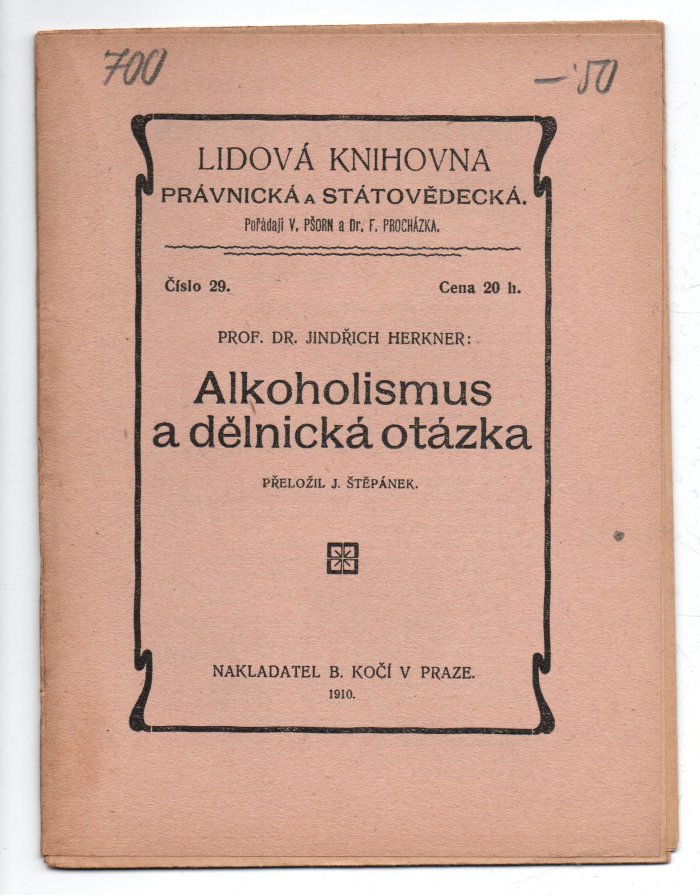 700
—'50
LIDOVÁ KNIHOVNA
PRÁVNICKÁ A STÁTOVĚDECKÁ.
Pořádají V. PŠORN a Dr. F. PROCHÁZKA.
Číslo 29.
Cena 20 h.
PROF. DR. JINDŘICH HERKNER:
Alkoholismus
a dělnická otázka
PŘELOŽIL J. ŠTĚPÁNEK.
NAKLADATEL B. KOČÍ V PRAZE.
1910.